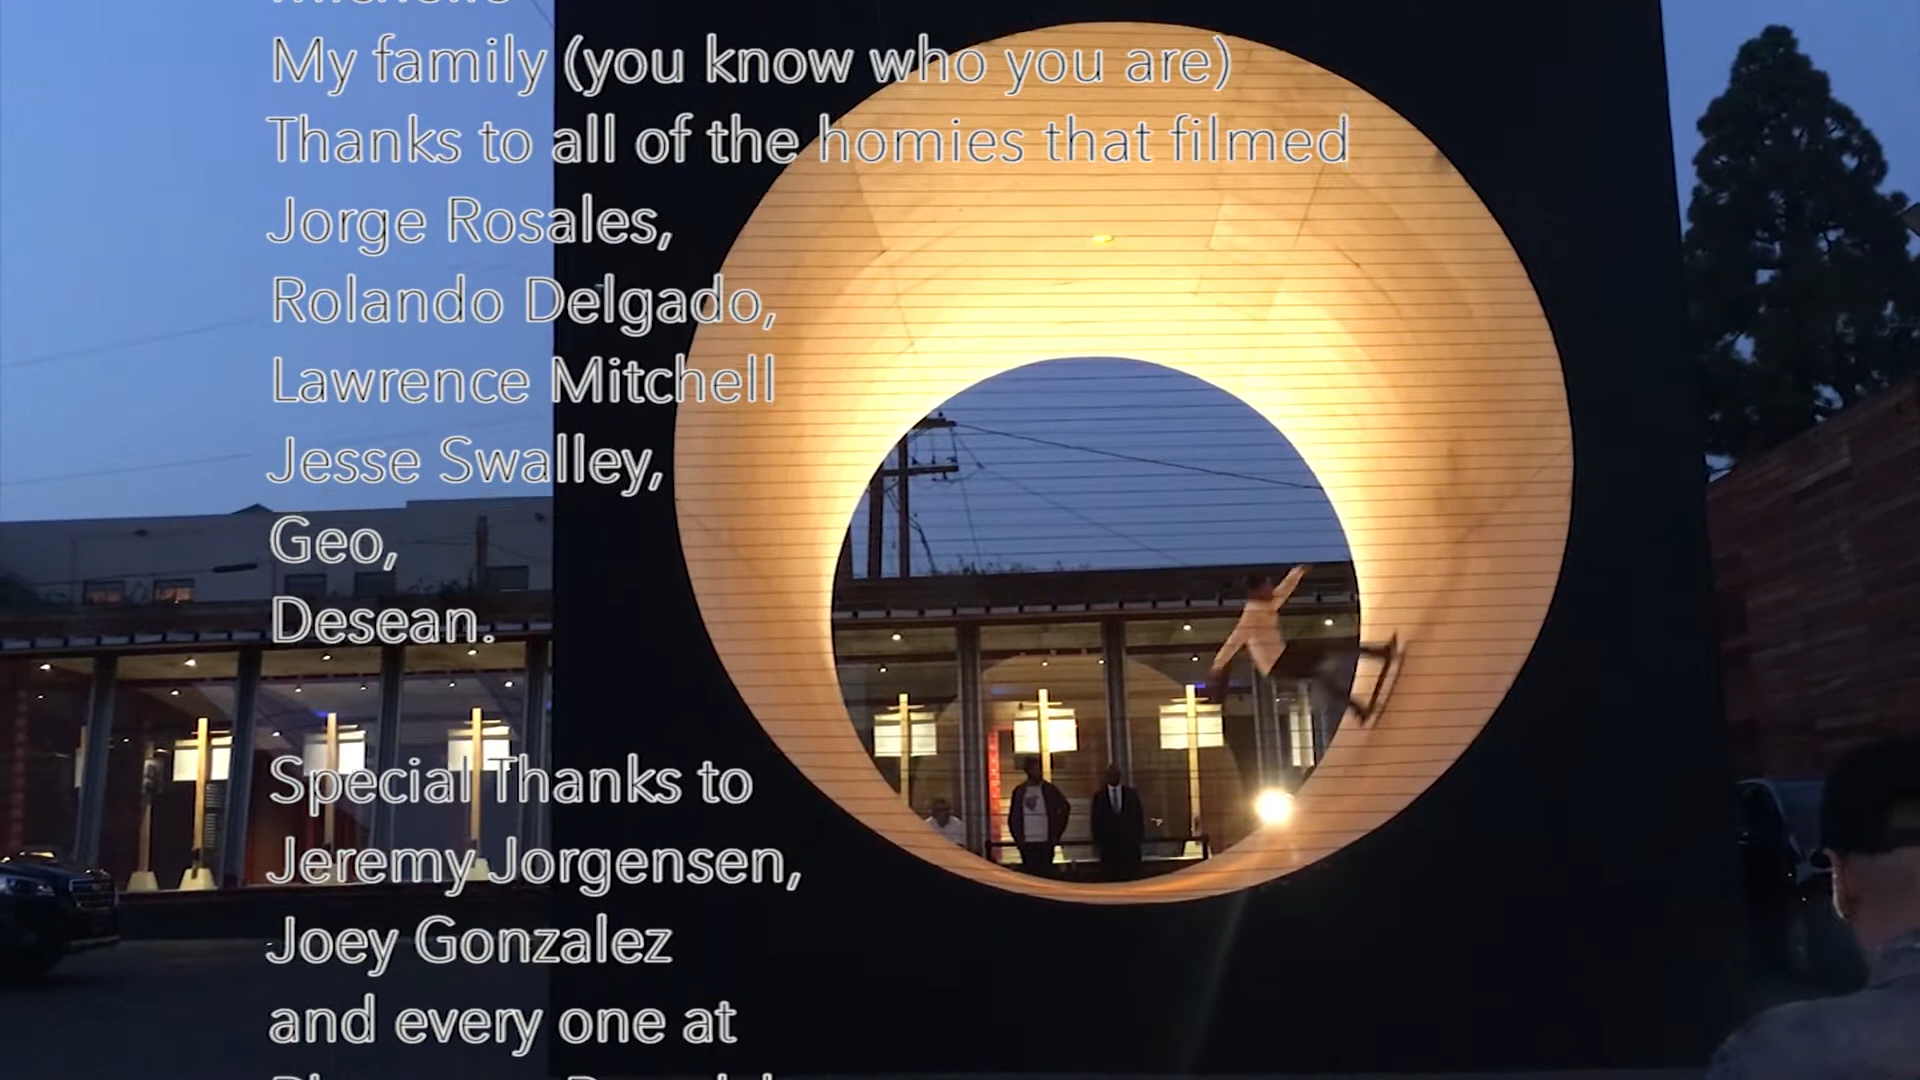 My family (you know who you are)
Thanks to all of the homies that filmed
Jorge Rosales,
Rolando Delgado,
Lawrence Mitchell
Jesse Swalley,
Geo,
Desean.
Special Thanks to
Jeremy Jorgensen,
Joey Gonzalez
and every one at